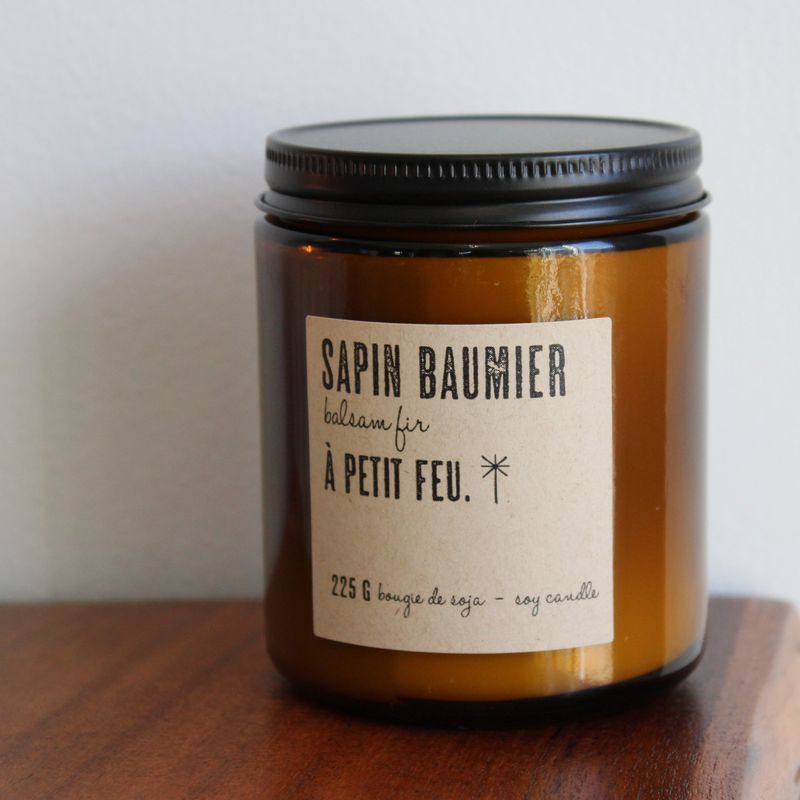 SAPIN BAUMIER
balsam fir
À PETIT FEU.
225 G bougie de soja - soy candle